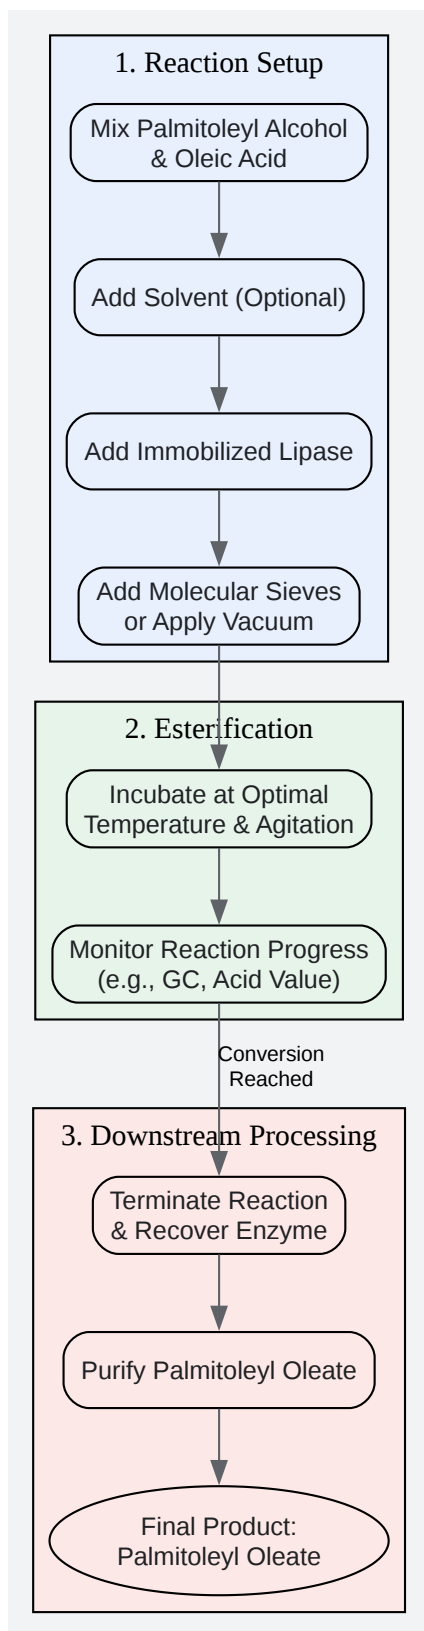 1. Reaction Setup
Mix Palmitoleyl Alcohol
& Oleic Acid
Add Solvent (Optional)
Add Immobilized Lipase
Add Molecular Sieves
or Apply Vacuum
2. Esterification
Incubate at Optimal
Temperature & Agitation
Monitor Reaction Progress
(e.g., GC, Acid Value)
Conversion
Reached
3. Downstream Processing
Terminate Reaction
& Recover Enzyme
Purify Palmitoleyl Oleate
Final Product:
Palmitoleyl Oleate